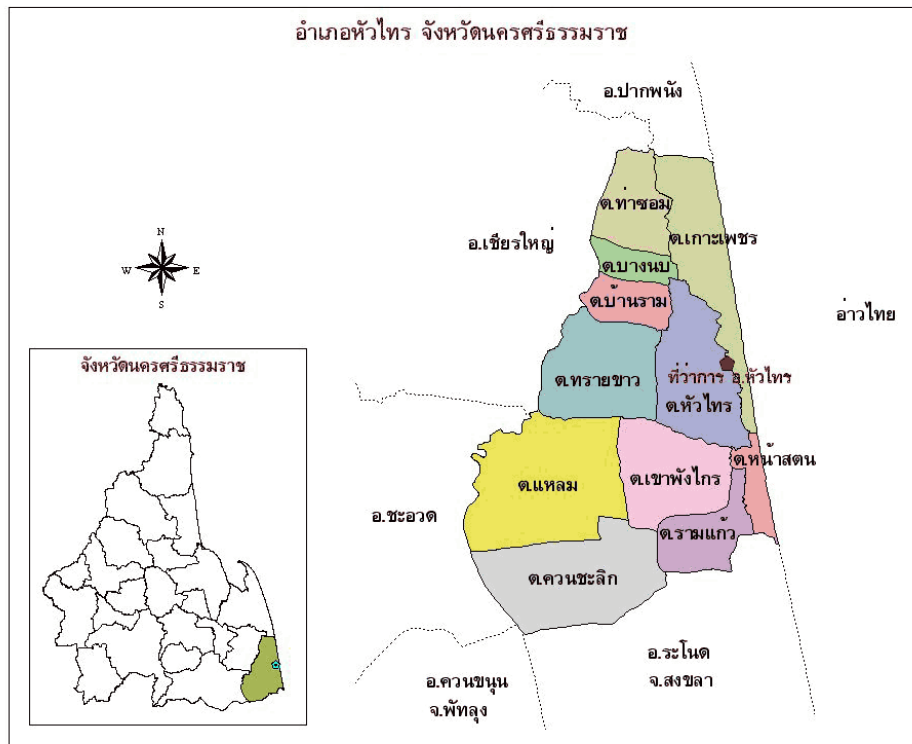 อำเภอหัวไทร จังหวัดนครศรีธรรมราช
อ.ปากพนัง
ต.ท่าซอม
ต.เกาะเพชร
อ.เชียรใหญ่
N
W E
S
ต.บางนบ
ต.บ้านราม
อ่าวไทย
จังหวัดนครศรีธรรมราช
ต.ทรายขาว
ที่ว่าการ อ.หัวไทร
ต.หัวไทร
ต.หน้าสตน
ต.แหลม
ต.เขาพังไกร
อ.ชะอวด
ต.รามแก้ว
ต.ควนชะลิก
อ.ระโนด
จ.สงขลา
อ.ควนขนุน
จ.พัทลุง